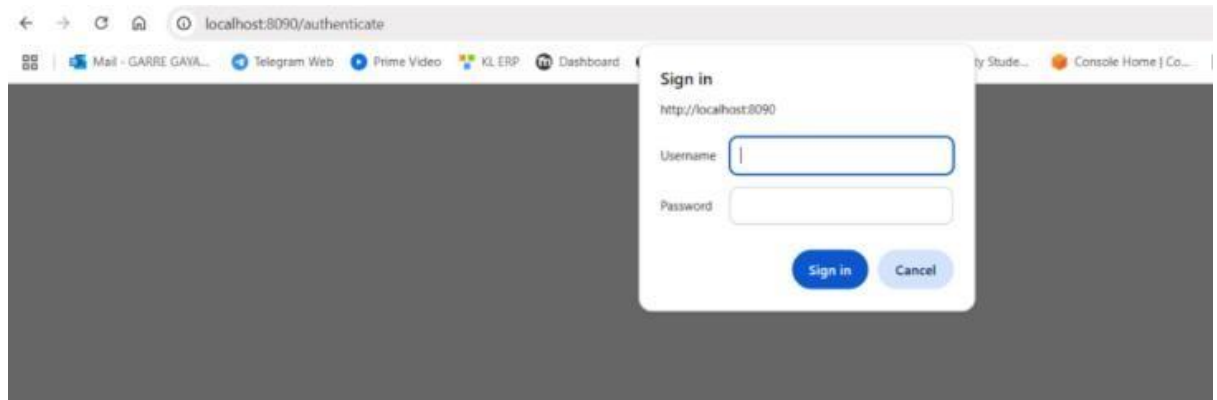 localhost:8090/authenticate
Mail - GARRE GAYA... Telegram Web Prime Video KL ERP Dashboard ty Stude... Console Home | Co...
Sign in
http://localhost:8090
Username
Password
Sign in Cancel